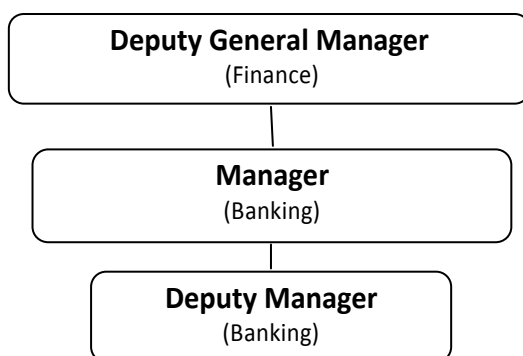 Deputy General Manager
(Finance)
Manager
(Banking)
Deputy Manager
(Banking)